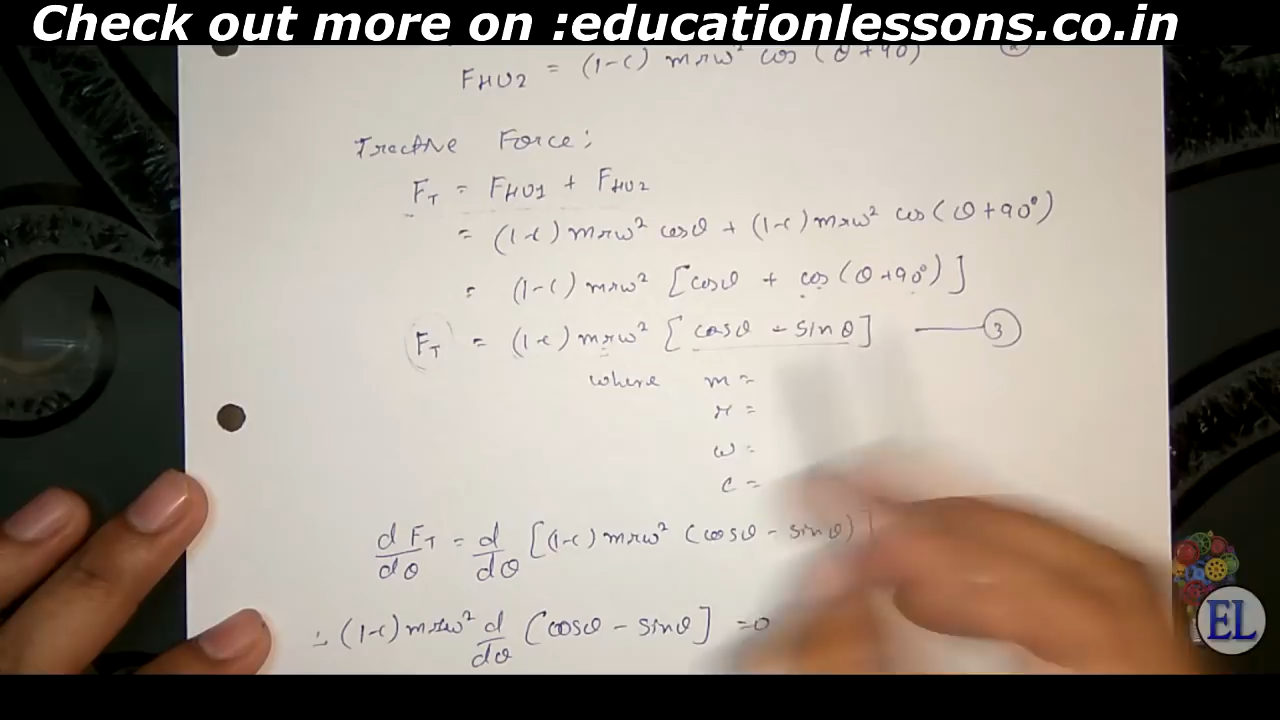 Check out more on :educationlessons.co.in
FHU2 = (1-c) mrω² cos (θ+90) (2)
Tractive Force:
FT = FHU1 + FHU2
= (1-c) mrω² cosθ + (1-c) mrω² cos (θ+90°)
= (1-c) mrω² [cosθ + cos (θ+90°)]
FT = (1-c) mrω² [cosθ - sinθ] (3)
where m =
r =
ω =
c =
d FT/dθ = d/dθ [(1-c) mrω² (cosθ - sinθ)]
∴ (1-c) mrω² d/dθ [cosθ - sinθ] = 0
EL